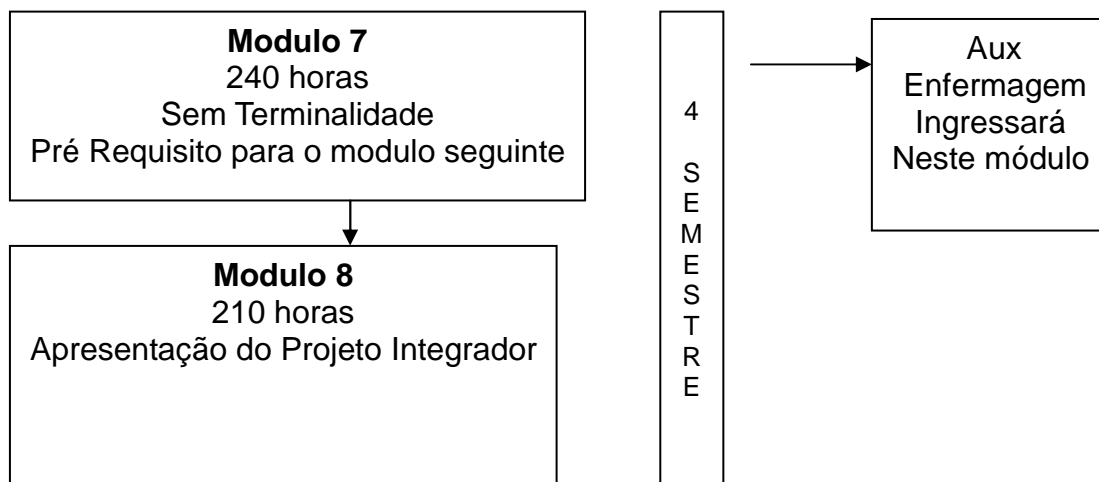 Modulo 7
240 horas
Sem Terminalidade
Pré Requisito para o modulo seguinte
Modulo 8
210 horas
Apresentação do Projeto Integrador
4
S
E
M
E
S
T
R
E
Aux
Enfermagem
Ingressará
Neste módulo